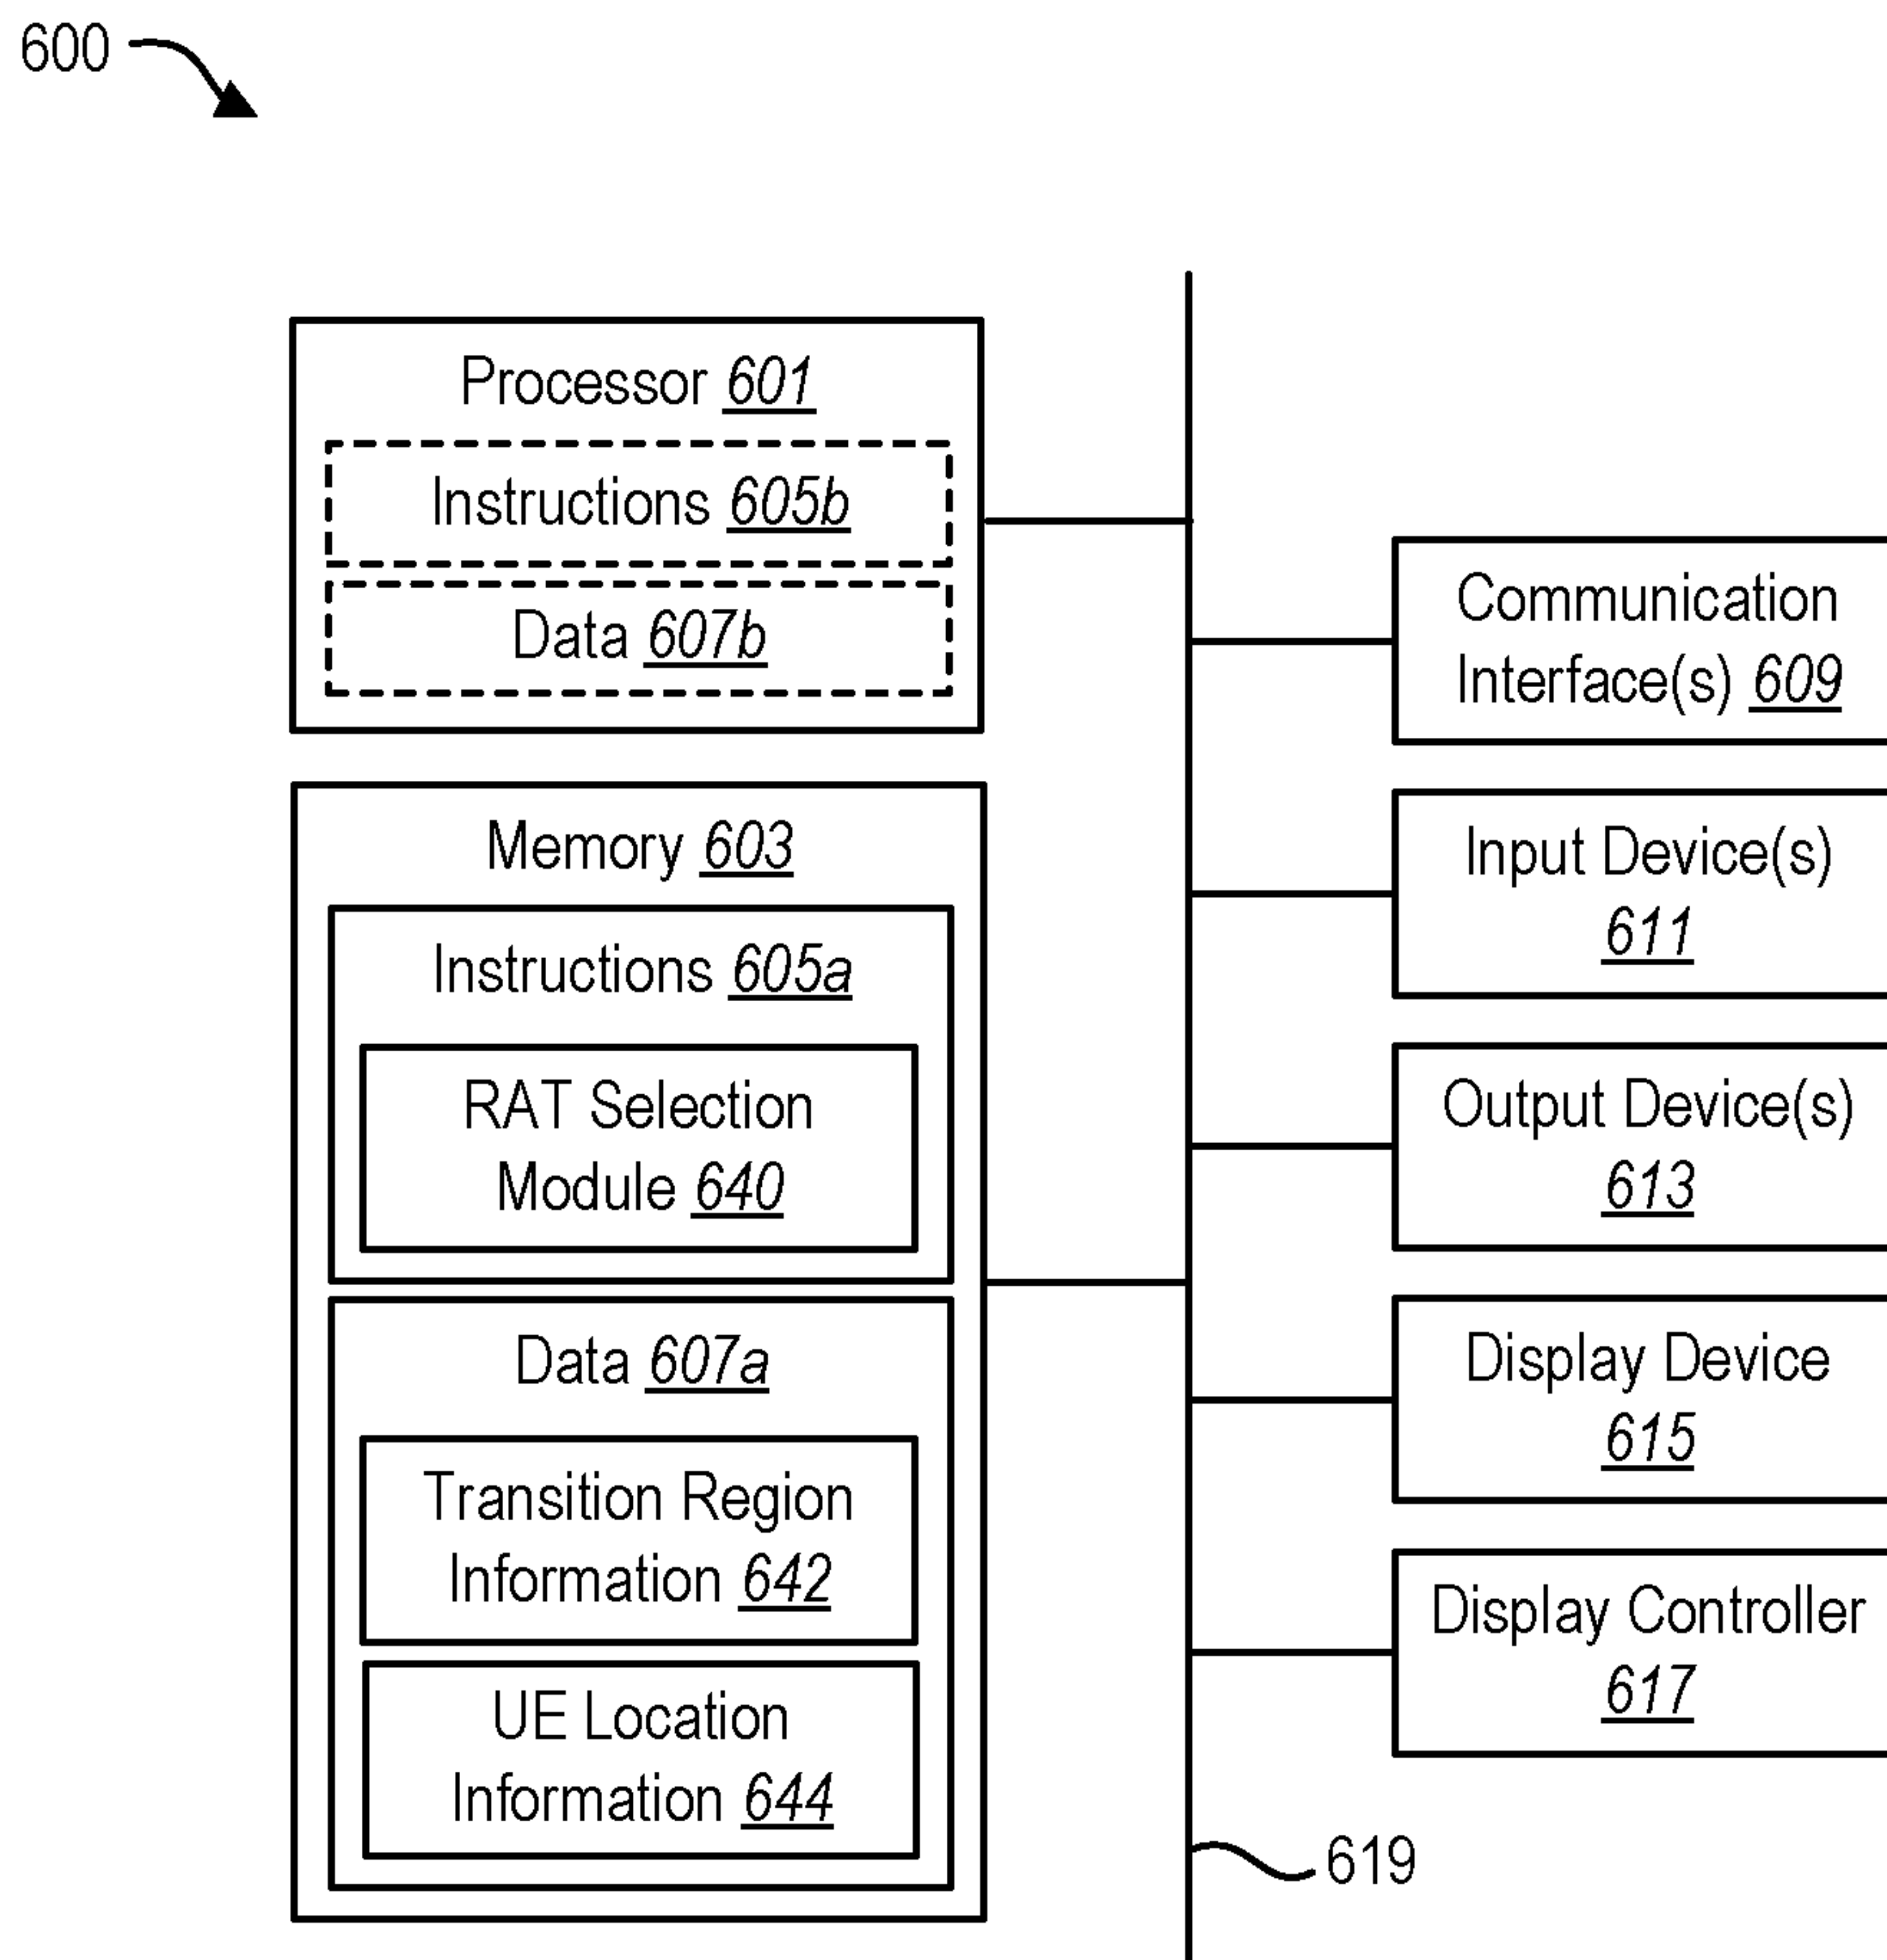 600
Processor 601
Instructions 605b
Data 607b
Memory 603
Instructions 605a
RAT Selection
Module 640
Data 607a
Transition Region
Information 642
UE Location
Information 644
Communication
Interface(s) 609
Input Device(s)
611
Output Device(s)
613
Display Device
615
Display Controller
617
619